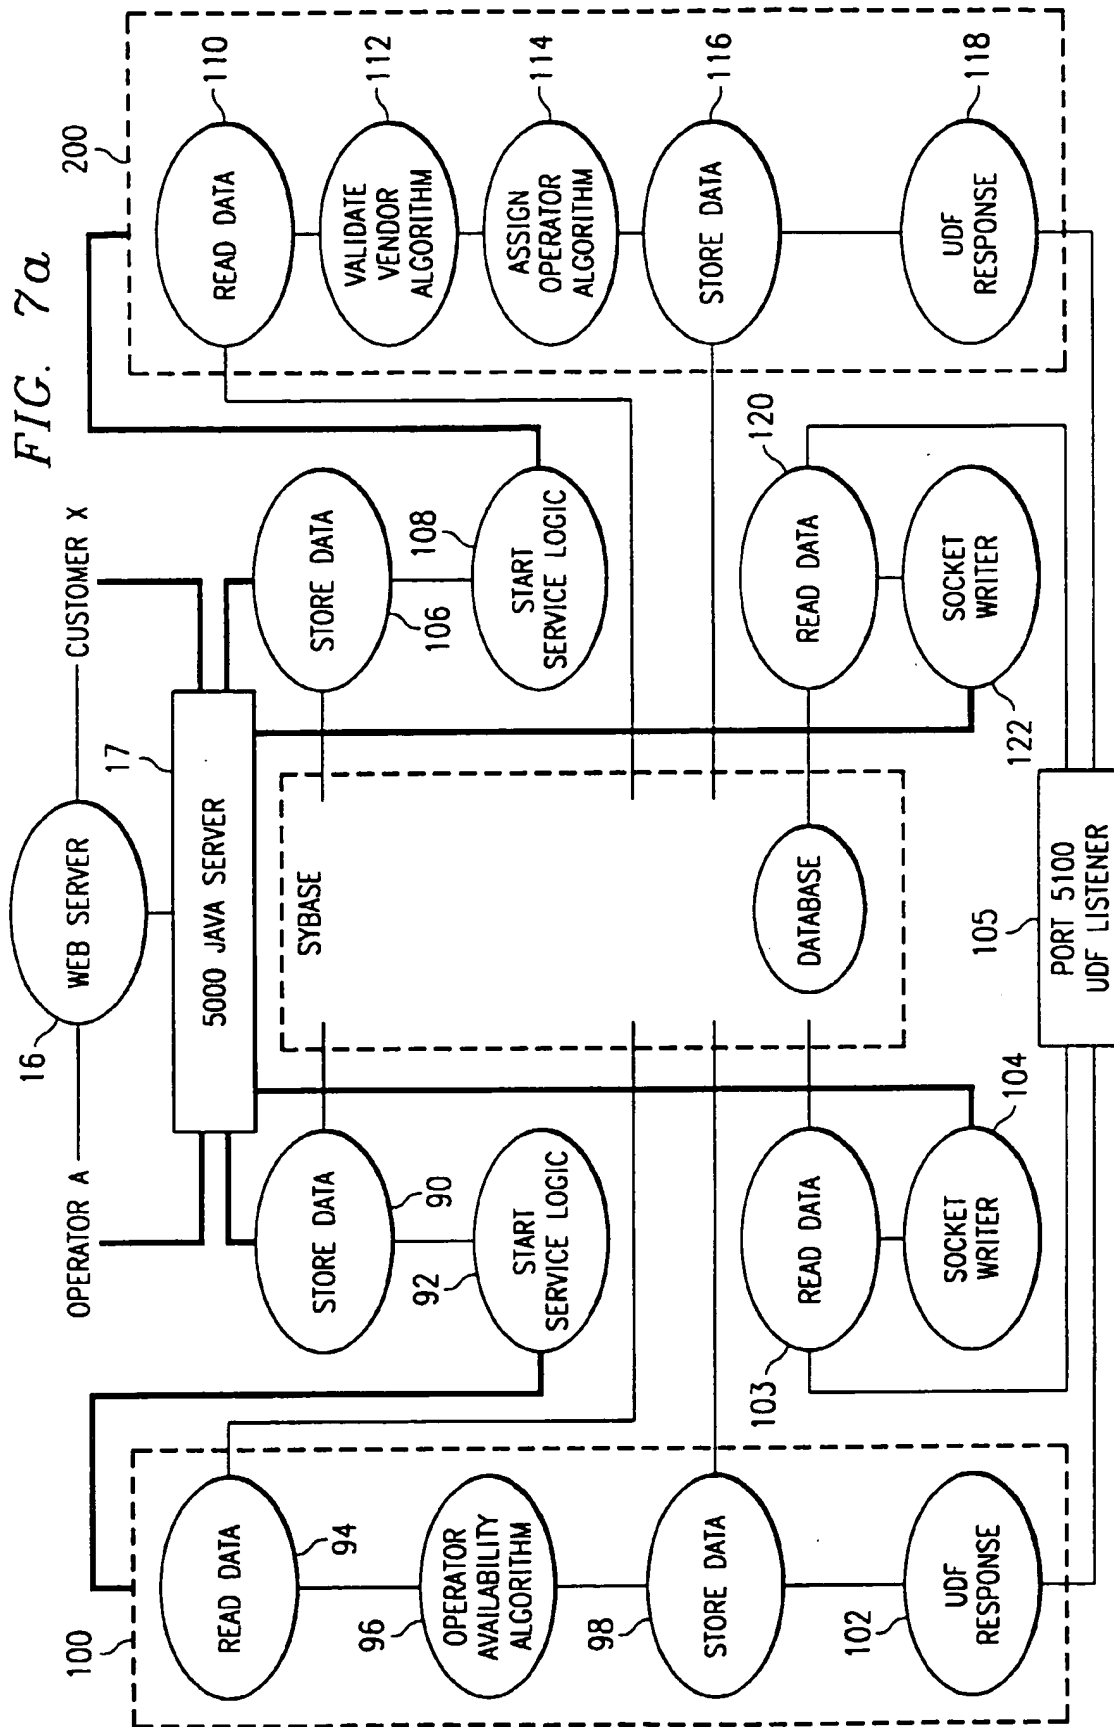 FIG. 7a
OPERATOR A
16
WEB SERVER
CUSTOMER X
5000 JAVA SERVER
17
100
READ DATA
94
96
OPERATOR
AVAILABILITY
ALGORITHM
98
STORE DATA
102
UDF
RESPONSE
STORE DATA
90
92
START
SERVICE LOGIC
103
READ DATA
SOCKET
WRITER
104
SYBASE
DATABASE
105
PORT 5100
UDF LISTENER
STORE DATA
106
108
START
SERVICE LOGIC
120
READ DATA
SOCKET
WRITER
122
200
READ DATA
110
VALIDATE
VENDOR
ALGORITHM
112
ASSIGN
OPERATOR
ALGORITHM
114
STORE DATA
116
UDF
RESPONSE
118